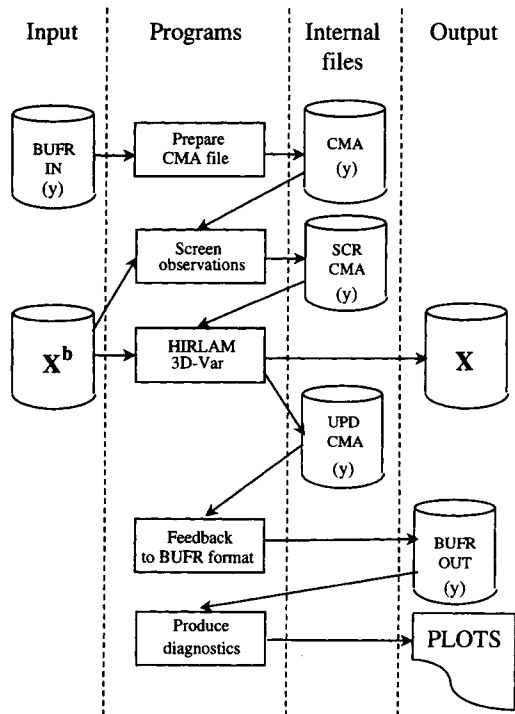 Input
Programs
Internal
files
Output
BUFR
IN
(y)
Prepare
CMA file
CMA
(y)
Screen
observations
SCR
CMA
(y)
X^b
HIRLAM
3D-Var
X
UPD
CMA
(y)
Feedback
to BUFR format
BUFR
OUT
(y)
Produce
diagnostics
PLOTS